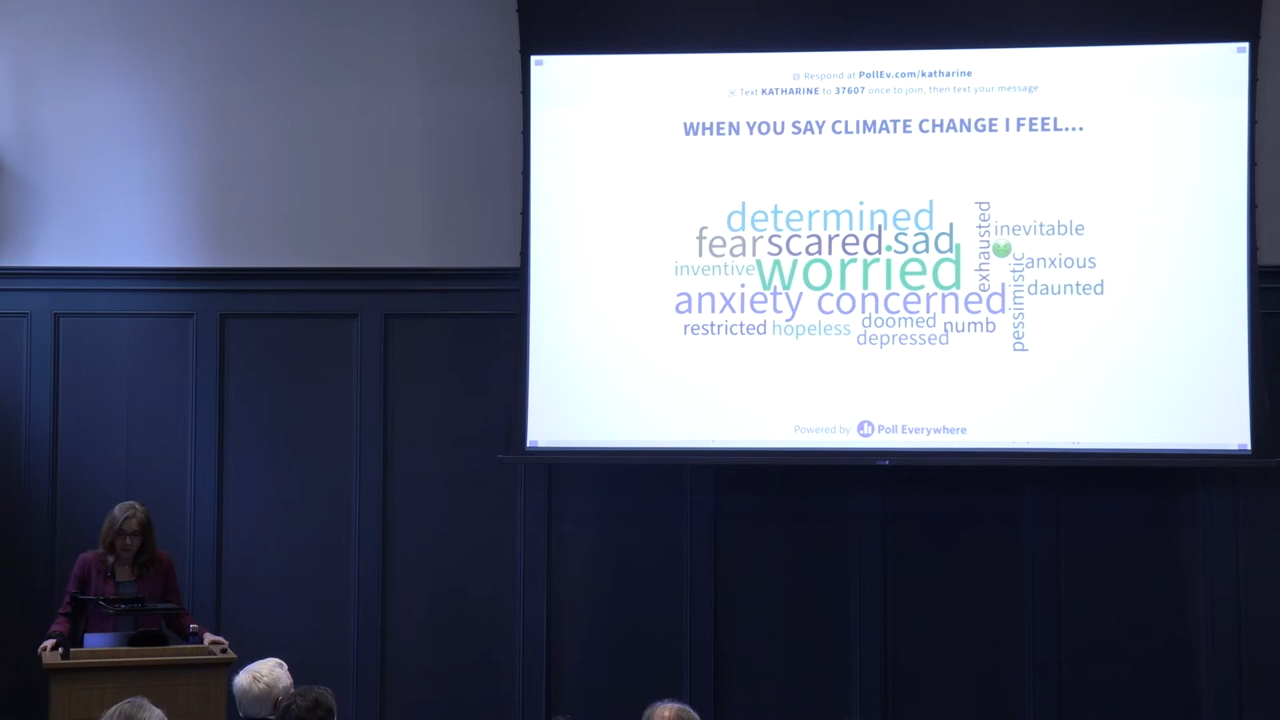 Respond at PollEv.com/katharine
Text KATHARINE to 37607 once to join, then text your message
WHEN YOU SAY CLIMATE CHANGE I FEEL...
determined
fear scared sad
inventive worried
anxiety concerned
restricted hopeless doomed numb
depressed
exhausted
inevitable
pessimistic
anxious
daunted
Powered by Poll Everywhere